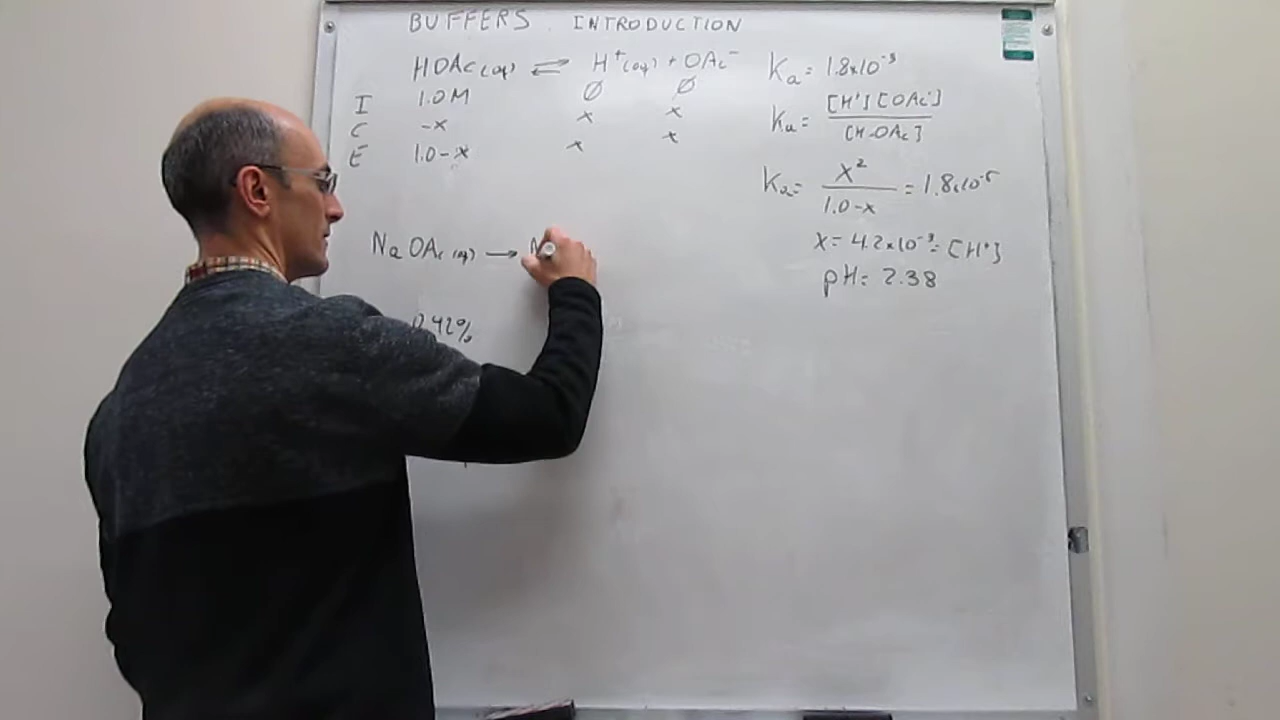 BUFFERS INTRODUCTION
HOAc (aq) ⇌ H⁺ (aq) + OAc⁻
I 1.0 M Ø Ø
C -x x x
E 1.0-x x x
NaOAc (aq) → N
0.42%
Ka = 1.8x10⁻⁵
Ka = [H⁺][OAc⁻] / [HOAc]
Ka = x² / 1.0-x = 1.8x10⁻⁵
x = 4.2x10⁻³ = [H⁺]
pH = 2.38